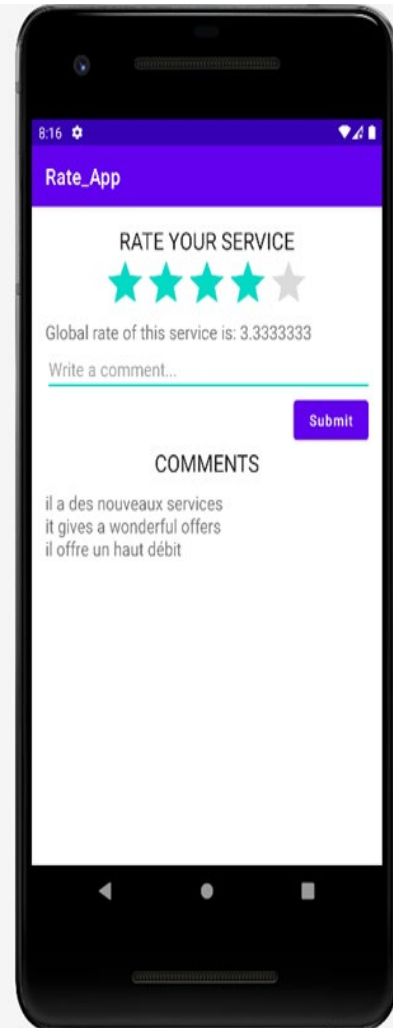 8:16
Rate_App
RATE YOUR SERVICE
Global rate of this service is: 3.3333333
Write a comment...
Submit
COMMENTS
il a des nouveaux services
it gives a wonderful offers
il offre un haut débit